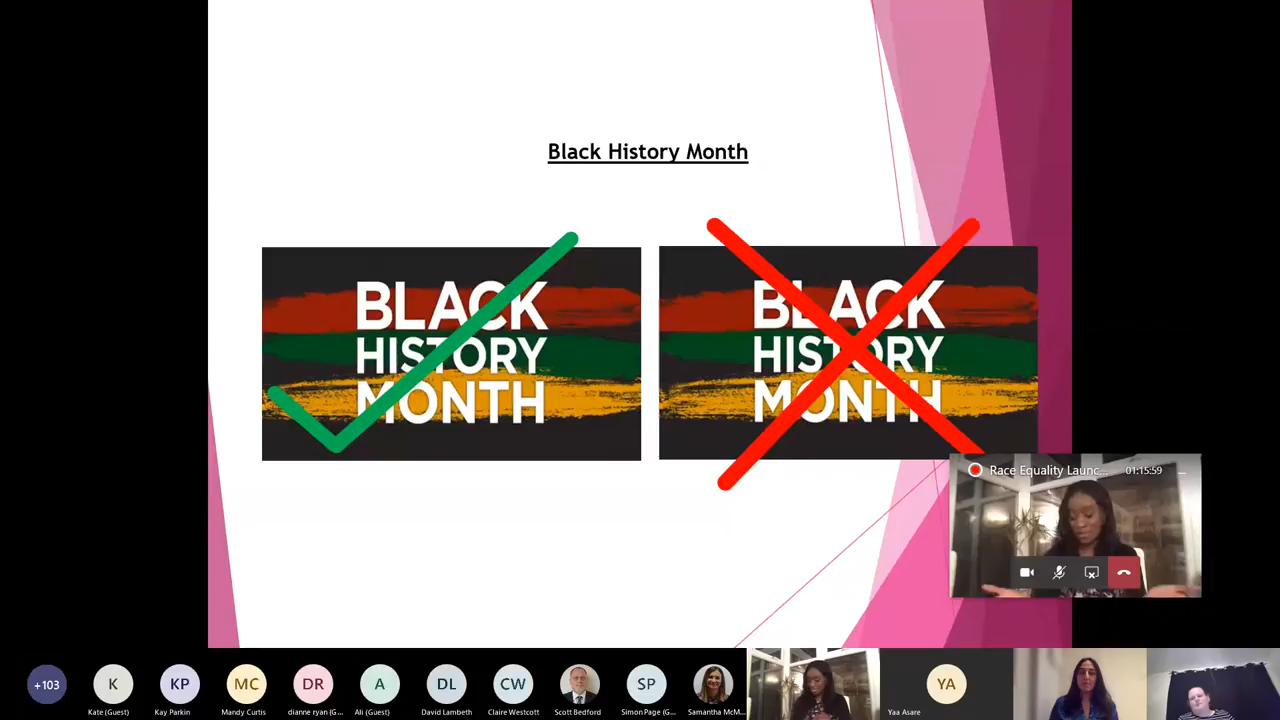 Black History Month
BLACK
HISTORY
MONTH
BLACK
HISTORY
MONTH
Race Equality Launc...
01:15:59
+103
K
KP
MC
DR
A
DL
CW
SP
YA
Kate (Guest)
Kay Parkin
Mandy Curtis
dianne ryan (G...
Ali (Guest)
David Lambeth
Claire Westcott
Scott Bedford
Simon Page (G...
Samantha McM...
Yaa Asare